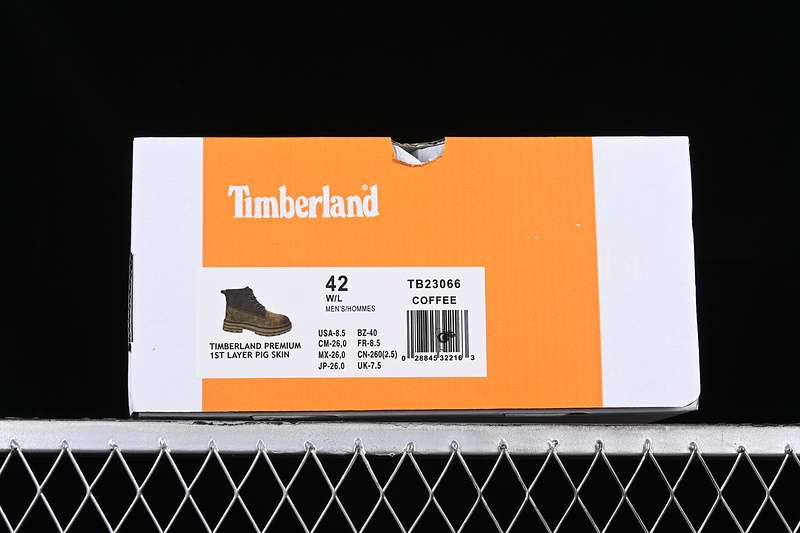 Timberland®
42
W/L
MEN'S/HOMMES
TB23066
COFFEE
TIMBERLAND PREMIUM
1ST LAYER PIG SKIN
USA-8.5 BZ-40
CM-26,0 FR-8.5
MX-26,0 CN-260(2.5)
JP-26.0 UK-7.5
0 28845 32216 3